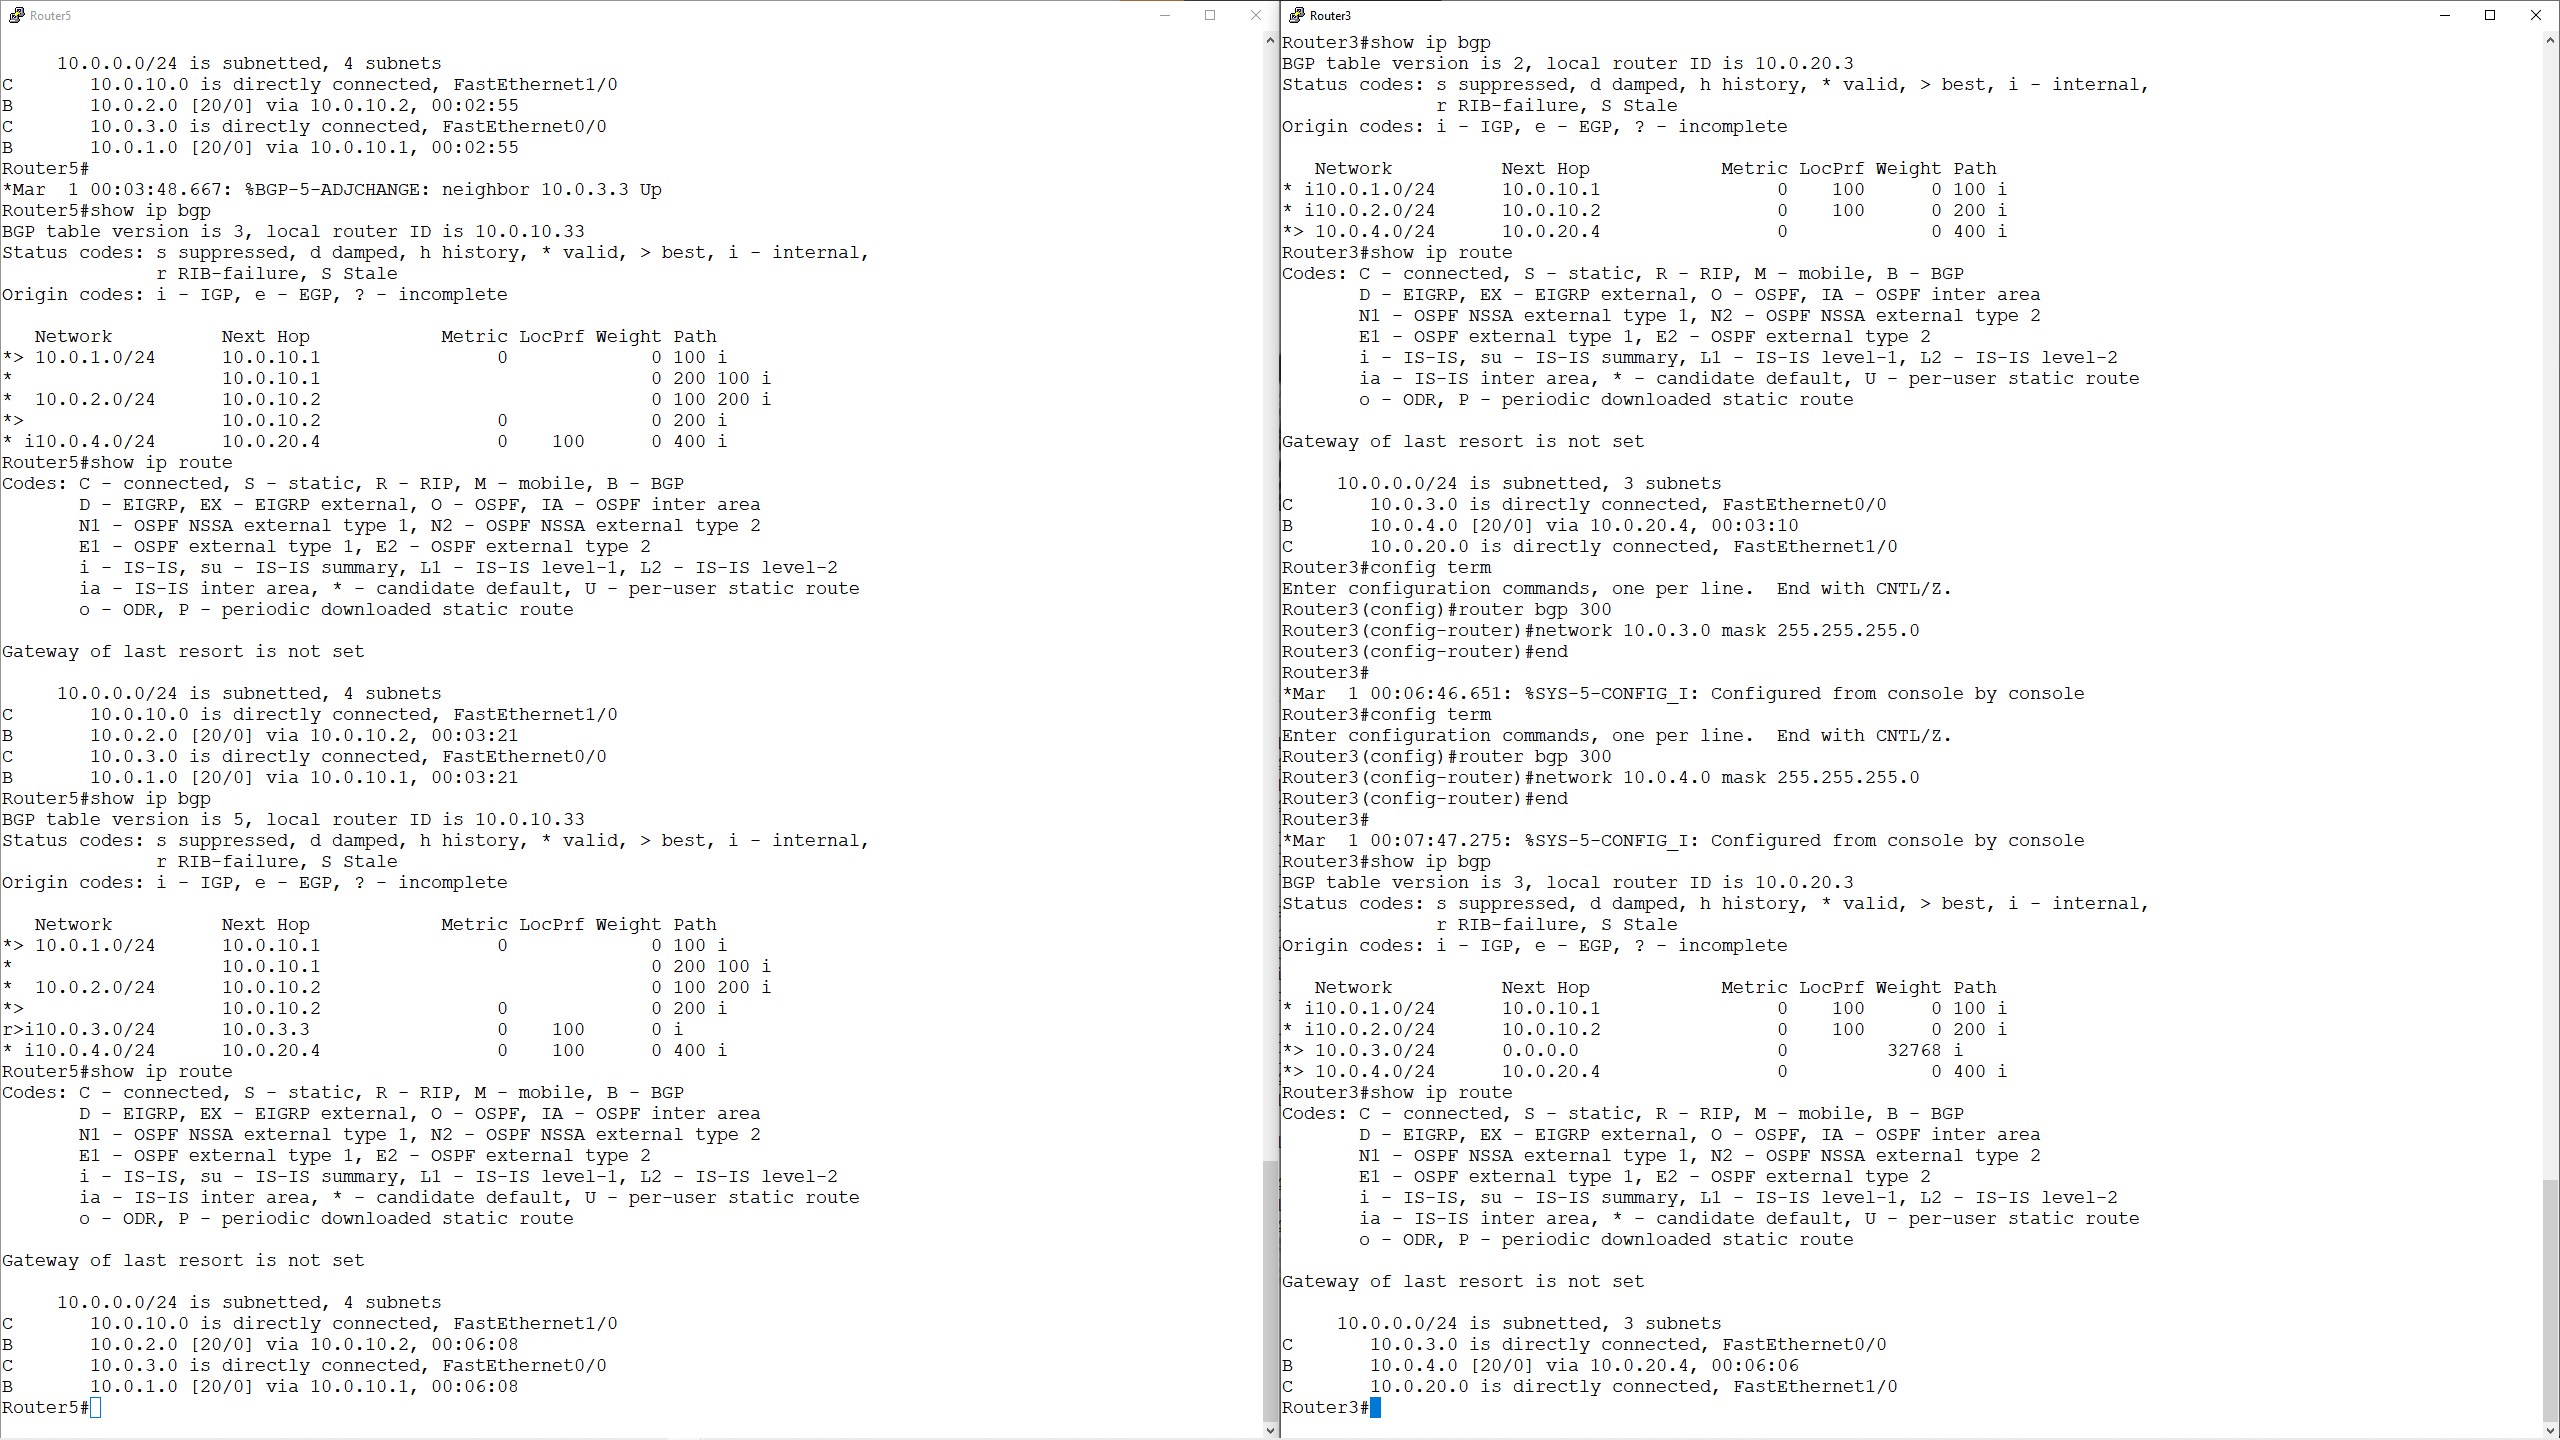 Router5
     10.0.0.0/24 is subnetted, 4 subnets
C       10.0.10.0 is directly connected, FastEthernet1/0
B       10.0.2.0 [20/0] via 10.0.10.2, 00:02:55
C       10.0.3.0 is directly connected, FastEthernet0/0
B       10.0.1.0 [20/0] via 10.0.10.1, 00:02:55
Router5#
*Mar  1 00:03:48.667: %BGP-5-ADJCHANGE: neighbor 10.0.3.3 Up
Router5#show ip bgp
BGP table version is 3, local router ID is 10.0.10.33
Status codes: s suppressed, d damped, h history, * valid, > best, i - internal,
              r RIB-failure, S Stale
Origin codes: i - IGP, e - EGP, ? - incomplete
   Network          Next Hop            Metric LocPrf Weight Path
*> 10.0.1.0/24      10.0.10.1                0             0 100 i
*                   10.0.10.1                              0 200 100 i
*  10.0.2.0/24      10.0.10.2                              0 100 200 i
*>                  10.0.10.2                0             0 200 i
* i10.0.4.0/24      10.0.20.4                0    100      0 400 i
Router5#show ip route
Codes: C - connected, S - static, R - RIP, M - mobile, B - BGP
       D - EIGRP, EX - EIGRP external, O - OSPF, IA - OSPF inter area
       N1 - OSPF NSSA external type 1, N2 - OSPF NSSA external type 2
       E1 - OSPF external type 1, E2 - OSPF external type 2
       i - IS-IS, su - IS-IS summary, L1 - IS-IS level-1, L2 - IS-IS level-2
       ia - IS-IS inter area, * - candidate default, U - per-user static route
       o - ODR, P - periodic downloaded static route
Gateway of last resort is not set
     10.0.0.0/24 is subnetted, 4 subnets
C       10.0.10.0 is directly connected, FastEthernet1/0
B       10.0.2.0 [20/0] via 10.0.10.2, 00:03:21
C       10.0.3.0 is directly connected, FastEthernet0/0
B       10.0.1.0 [20/0] via 10.0.10.1, 00:03:21
Router5#show ip bgp
BGP table version is 5, local router ID is 10.0.10.33
Status codes: s suppressed, d damped, h history, * valid, > best, i - internal,
              r RIB-failure, S Stale
Origin codes: i - IGP, e - EGP, ? - incomplete
   Network          Next Hop            Metric LocPrf Weight Path
*> 10.0.1.0/24      10.0.10.1                0             0 100 i
*                   10.0.10.1                              0 200 100 i
*  10.0.2.0/24      10.0.10.2                              0 100 200 i
*>                  10.0.10.2                0             0 200 i
r>i10.0.3.0/24      10.0.3.3                 0    100      0 i
* i10.0.4.0/24      10.0.20.4                0    100      0 400 i
Router5#show ip route
Codes: C - connected, S - static, R - RIP, M - mobile, B - BGP
       D - EIGRP, EX - EIGRP external, O - OSPF, IA - OSPF inter area
       N1 - OSPF NSSA external type 1, N2 - OSPF NSSA external type 2
       E1 - OSPF external type 1, E2 - OSPF external type 2
       i - IS-IS, su - IS-IS summary, L1 - IS-IS level-1, L2 - IS-IS level-2
       ia - IS-IS inter area, * - candidate default, U - per-user static route
       o - ODR, P - periodic downloaded static route
Gateway of last resort is not set
     10.0.0.0/24 is subnetted, 4 subnets
C       10.0.10.0 is directly connected, FastEthernet1/0
B       10.0.2.0 [20/0] via 10.0.10.2, 00:06:08
C       10.0.3.0 is directly connected, FastEthernet0/0
B       10.0.1.0 [20/0] via 10.0.10.1, 00:06:08
Router5#
Router3
Router3#show ip bgp
BGP table version is 2, local router ID is 10.0.20.3
Status codes: s suppressed, d damped, h history, * valid, > best, i - internal,
              r RIB-failure, S Stale
Origin codes: i - IGP, e - EGP, ? - incomplete
   Network          Next Hop            Metric LocPrf Weight Path
* i10.0.1.0/24      10.0.10.1                0    100      0 100 i
* i10.0.2.0/24      10.0.10.2                0    100      0 200 i
*> 10.0.4.0/24      10.0.20.4                0             0 400 i
Router3#show ip route
Codes: C - connected, S - static, R - RIP, M - mobile, B - BGP
       D - EIGRP, EX - EIGRP external, O - OSPF, IA - OSPF inter area
       N1 - OSPF NSSA external type 1, N2 - OSPF NSSA external type 2
       E1 - OSPF external type 1, E2 - OSPF external type 2
       i - IS-IS, su - IS-IS summary, L1 - IS-IS level-1, L2 - IS-IS level-2
       ia - IS-IS inter area, * - candidate default, U - per-user static route
       o - ODR, P - periodic downloaded static route
Gateway of last resort is not set
     10.0.0.0/24 is subnetted, 3 subnets
C       10.0.3.0 is directly connected, FastEthernet0/0
B       10.0.4.0 [20/0] via 10.0.20.4, 00:03:10
C       10.0.20.0 is directly connected, FastEthernet1/0
Router3#config term
Enter configuration commands, one per line.  End with CNTL/Z.
Router3(config)#router bgp 300
Router3(config-router)#network 10.0.3.0 mask 255.255.255.0
Router3(config-router)#end
Router3#
*Mar  1 00:06:46.651: %SYS-5-CONFIG_I: Configured from console by console
Router3#config term
Enter configuration commands, one per line.  End with CNTL/Z.
Router3(config)#router bgp 300
Router3(config-router)#network 10.0.4.0 mask 255.255.255.0
Router3(config-router)#end
Router3#
*Mar  1 00:07:47.275: %SYS-5-CONFIG_I: Configured from console by console
Router3#show ip bgp
BGP table version is 3, local router ID is 10.0.20.3
Status codes: s suppressed, d damped, h history, * valid, > best, i - internal,
              r RIB-failure, S Stale
Origin codes: i - IGP, e - EGP, ? - incomplete
   Network          Next Hop            Metric LocPrf Weight Path
* i10.0.1.0/24      10.0.10.1                0    100      0 100 i
* i10.0.2.0/24      10.0.10.2                0    100      0 200 i
*> 10.0.3.0/24      0.0.0.0                  0         32768 i
*> 10.0.4.0/24      10.0.20.4                0             0 400 i
Router3#show ip route
Codes: C - connected, S - static, R - RIP, M - mobile, B - BGP
       D - EIGRP, EX - EIGRP external, O - OSPF, IA - OSPF inter area
       N1 - OSPF NSSA external type 1, N2 - OSPF NSSA external type 2
       E1 - OSPF external type 1, E2 - OSPF external type 2
       i - IS-IS, su - IS-IS summary, L1 - IS-IS level-1, L2 - IS-IS level-2
       ia - IS-IS inter area, * - candidate default, U - per-user static route
       o - ODR, P - periodic downloaded static route
Gateway of last resort is not set
     10.0.0.0/24 is subnetted, 3 subnets
C       10.0.3.0 is directly connected, FastEthernet0/0
B       10.0.4.0 [20/0] via 10.0.20.4, 00:06:06
C       10.0.20.0 is directly connected, FastEthernet1/0
Router3#